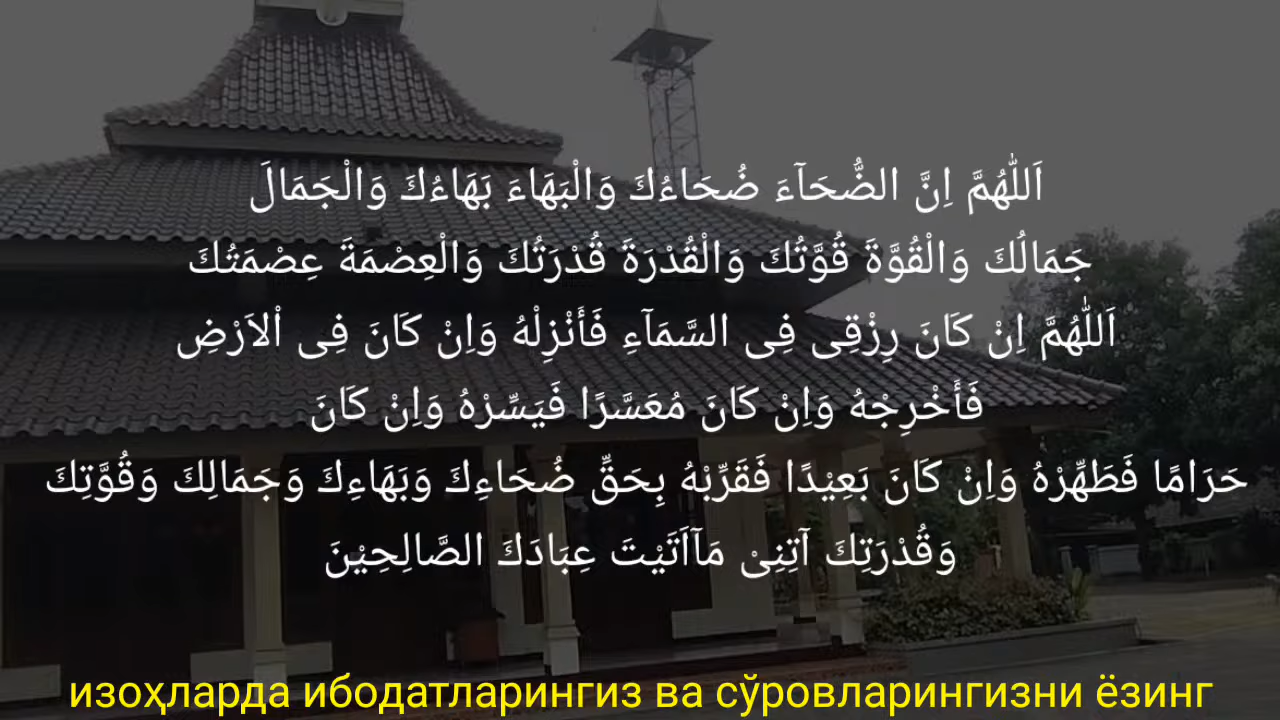 اَللّٰهُمَّ اِنَّ الضُّحَآءَ ضُحَاءُكَ وَالْبَهَاءَ بَهَاءُكَ وَالْجَمَالَ
جَمَالُكَ وَالْقُوَّةَ قُوَّتُكَ وَالْقُدْرَةَ قُدْرَتُكَ وَالْعِصْمَةَ عِصْمَتُكَ
اَللّٰهُمَّ اِنْ كَانَ رِزْقِى فِى السَّمَآءِ فَأَنْزِلْهُ وَاِنْ كَانَ فِى اْلاَرْضِ
فَأَخْرِجْهُ وَاِنْ كَانَ مُعَسَّرًا فَيَسِّرْهُ وَاِنْ كَانَ
حَرَامًا فَطَهِّرْهُ وَاِنْ كَانَ بَعِيْدًا فَقَرِّبْهُ بِحَقِّ ضُحَاءِكَ وَبَهَاءِكَ وَجَمَالِكَ وَقُوَّتِكَ
وَقُدْرَتِكَ آتِنِىْ مَآاَتَيْتَ عِبَادَكَ الصَّالِحِيْنَ
изоҳларда ибодатларингиз ва сўровларингизни ёзинг